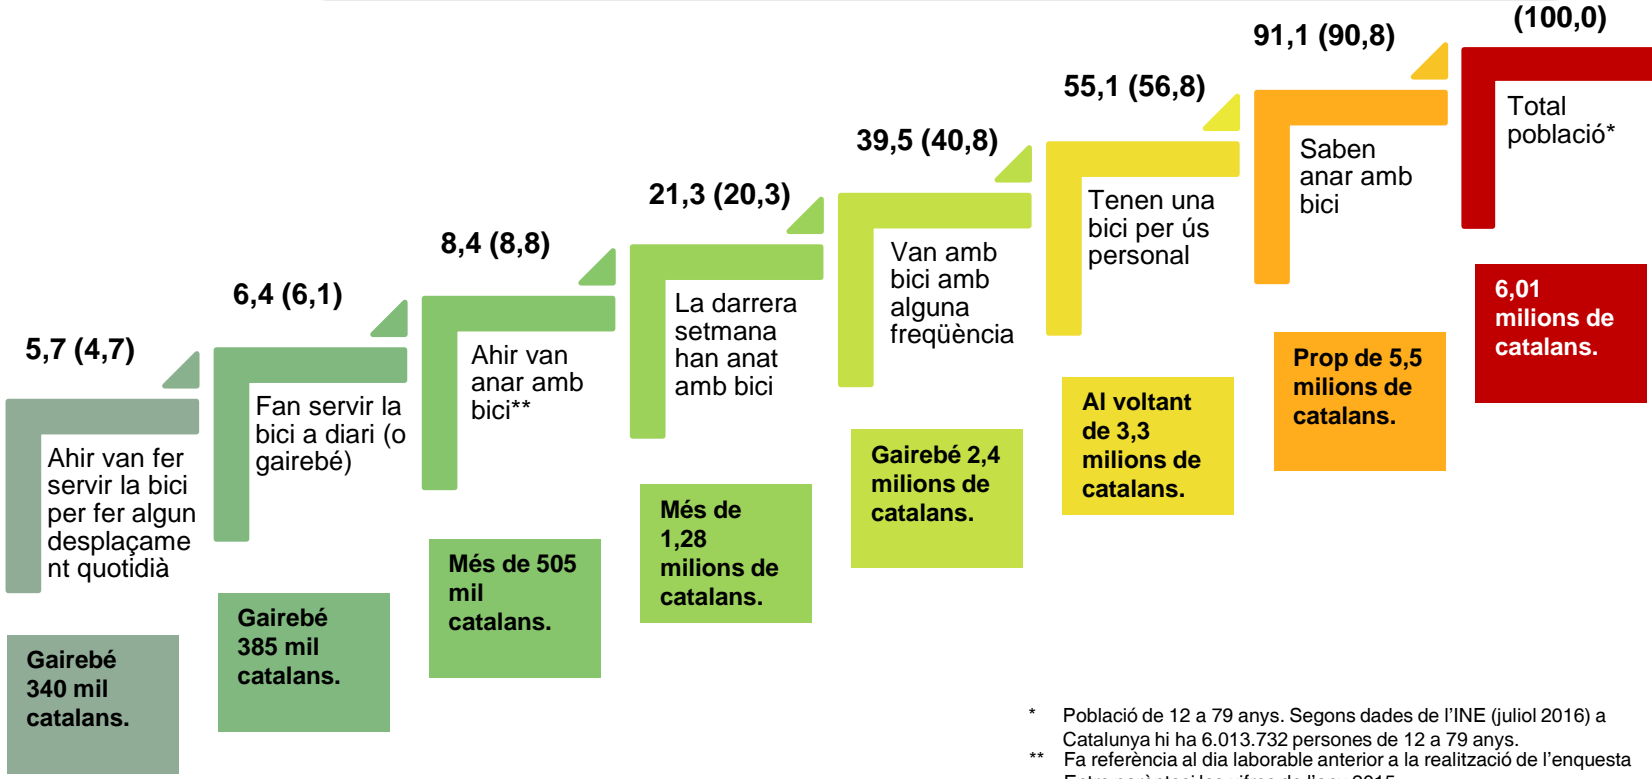 5,7 (4,7)
Ahir van fer
servir la bici
per fer algun
desplaçame
nt quotidià
Gairebé
340 mil
catalans.
6,4 (6,1)
Fan servir la
bici a diari (o
gairebé)
Gairebé
385 mil
catalans.
8,4 (8,8)
Ahir van
anar amb
bici**
Més de 505
mil
catalans.
21,3 (20,3)
La darrera
setmana
han anat
amb bici
Més de
1,28
milions de
catalans.
39,5 (40,8)
Van amb
bici amb
alguna
freqüència
Gairebé 2,4
milions de
catalans.
55,1 (56,8)
Tenen una
bici per ús
personal
Al voltant
de 3,3
milions de
catalans.
91,1 (90,8)
Saben
anar amb
bici
Prop de 5,5
milions de
catalans.
(100,0)
Total
població*
6,01
milions de
catalans.
* Població de 12 a 79 anys. Segons dades de l’INE (juliol 2016) a
Catalunya hi ha 6.013.732 persones de 12 a 79 anys.
** Fa referència al dia laborable anterior a la realització de l’enquesta